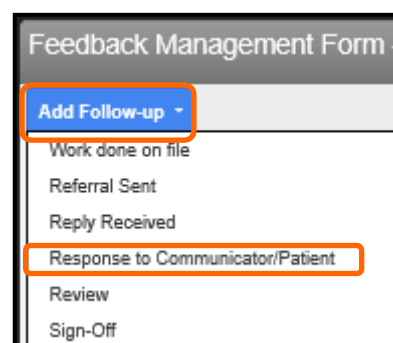 Feedback Management Form -
Add Follow-up
Work done on file
Referral Sent
Reply Received
Response to Communicator/Patient
Review
Sign-Off